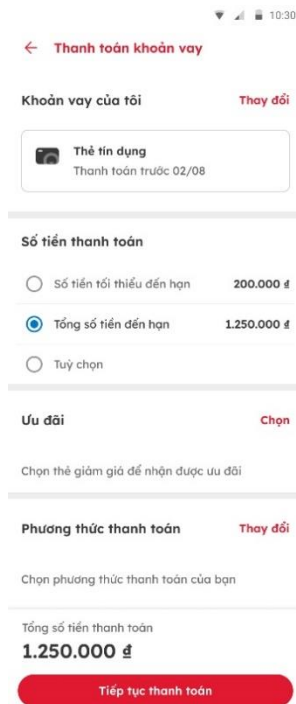 10:30
Thanh toán khoản vay
Khoản vay của tôi Thay đổi
Thẻ tín dụng
Thanh toán trước 02/08
Số tiền thanh toán
Số tiền tối thiểu đến hạn 200.000 ₫
Tổng số tiền đến hạn 1.250.000 ₫
Tuỳ chọn
Ưu đãi Chọn
Chọn thẻ giảm giá để nhận được ưu đãi
Phương thức thanh toán Thay đổi
Chọn phương thức thanh toán của bạn
Tổng số tiền thanh toán
1.250.000 ₫
Tiếp tục thanh toán